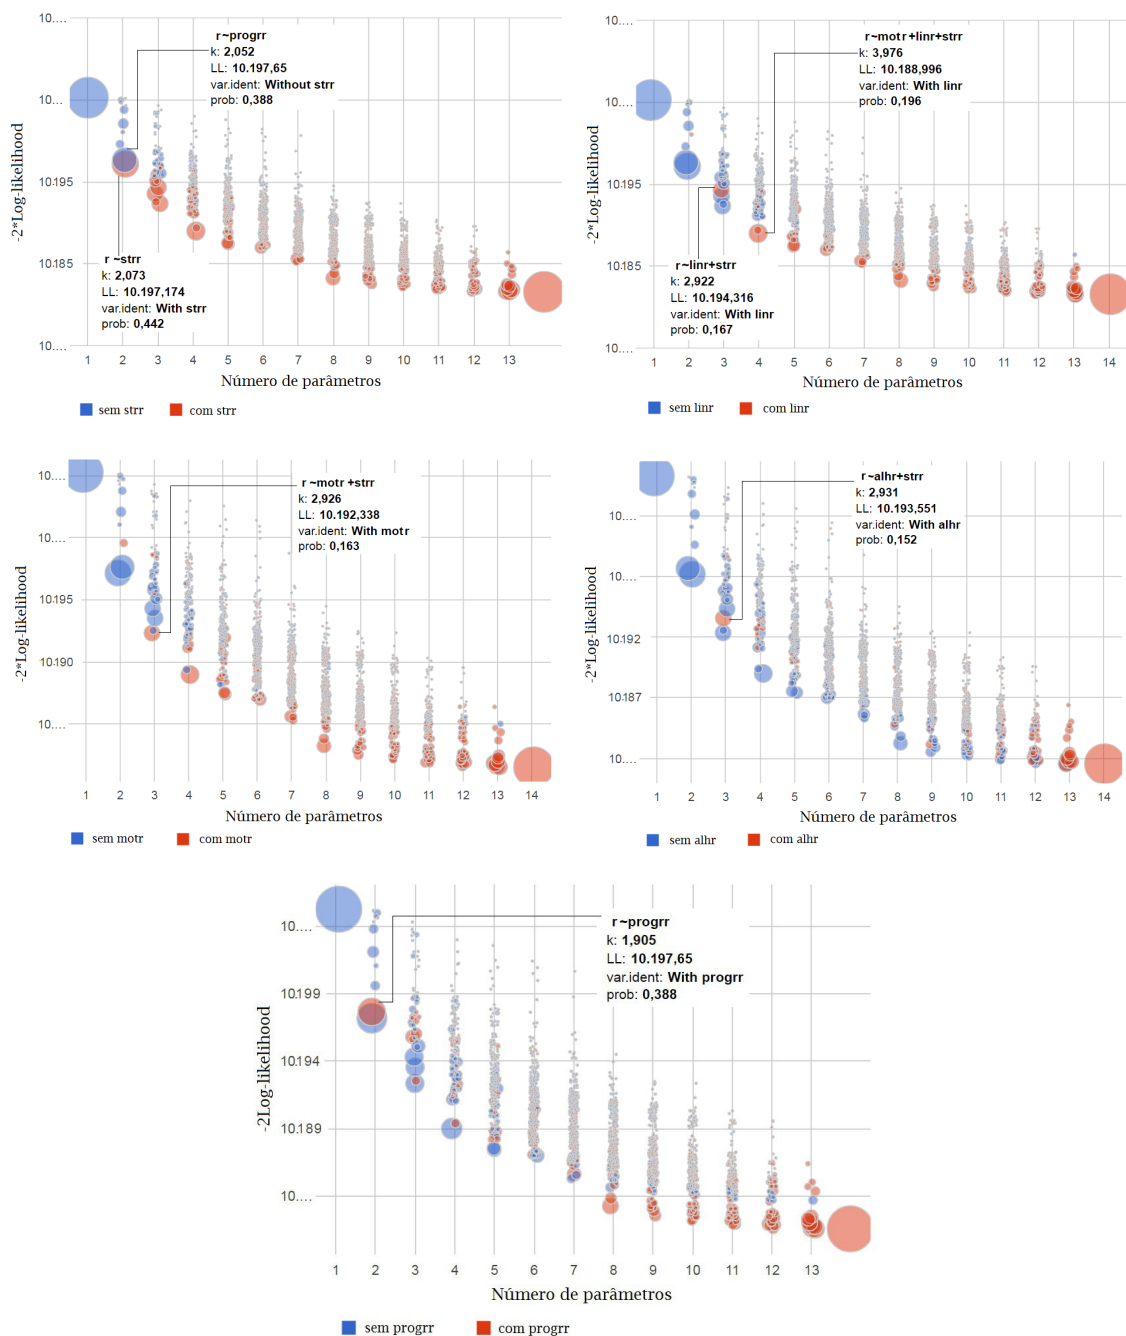 10....
10....
10.195
10.185
10....
-2*Log-likelihood
r~progrr
k: 2,052
LL: 10.197,65
var.ident: Without strr
prob: 0,388
r ~strr
k: 2,073
LL: 10.197,174
var.ident: With strr
prob: 0,442
1 2 3 4 5 6 7 8 9 10 11 12 13
Número de parâmetros
sem strr com strr
10....
10....
10.195
10.185
10....
-2*Log-likelihood
r~motr+linr+strr
k: 3,976
LL: 10.188,996
var.ident: With linr
prob: 0,196
r~linr+strr
k: 2,922
LL: 10.194,316
var.ident: With linr
prob: 0,167
1 2 3 4 5 6 7 8 9 10 11 12 13 14
Número de parâmetros
sem linr com linr
10....
10....
10.195
10.190
10....
-2*Log-likelihood
r ~motr +strr
k: 2,926
LL: 10.192,338
var.ident: With motr
prob: 0,163
1 2 3 4 5 6 7 8 9 10 11 12 13 14
Número de parâmetros
sem motr com motr
10....
10....
10.192
10.187
10....
-2*Log-likelihood
r~alhr+strr
k: 2,931
LL: 10.193,551
var.ident: With alhr
prob: 0,152
1 2 3 4 5 6 7 8 9 10 11 12 13 14
Número de parâmetros
sem alhr com alhr
10....
10.199
10.194
10.189
10....
-2Log-likelihood
r~progrr
k: 1,905
LL: 10.197,65
var.ident: With progrr
prob: 0,388
1 2 3 4 5 6 7 8 9 10 11 12 13
Número de parâmetros
sem progrr com progrr